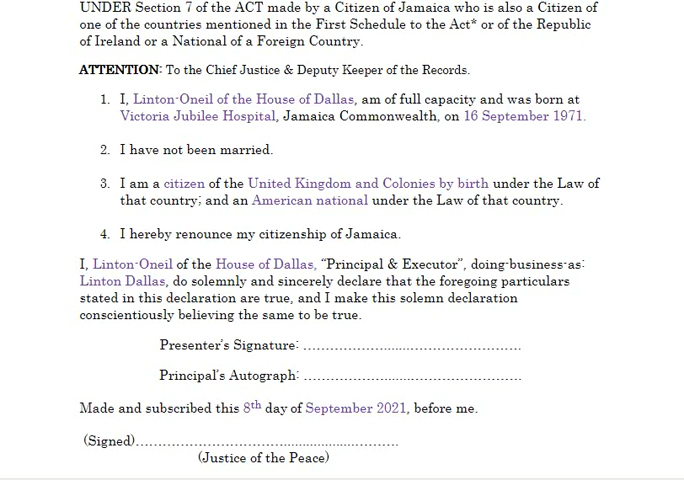 UNDER Section 7 of the ACT made by a Citizen of Jamaica who is also a Citizen of
one of the countries mentioned in the First Schedule to the Act* or of the Republic
of Ireland or a National of a Foreign Country.
ATTENTION: To the Chief Justice & Deputy Keeper of the Records.
1. I, Linton-Oneil of the House of Dallas, am of full capacity and was born at
Victoria Jubilee Hospital, Jamaica Commonwealth, on 16 September 1971.
2. I have not been married.
3. I am a citizen of the United Kingdom and Colonies by birth under the Law of
that country; and an American national under the Law of that country.
4. I hereby renounce my citizenship of Jamaica.
I, Linton-Oneil of the House of Dallas, “Principal & Executor”, doing-business-as:
Linton Dallas, do solemnly and sincerely declare that the foregoing particulars
stated in this declaration are true, and I make this solemn declaration
conscientiously believing the same to be true.
Presenter's Signature: ....................................................
Principal's Autograph: ....................................................
Made and subscribed this 8th day of September 2021, before me.
(Signed)................................................................
(Justice of the Peace)